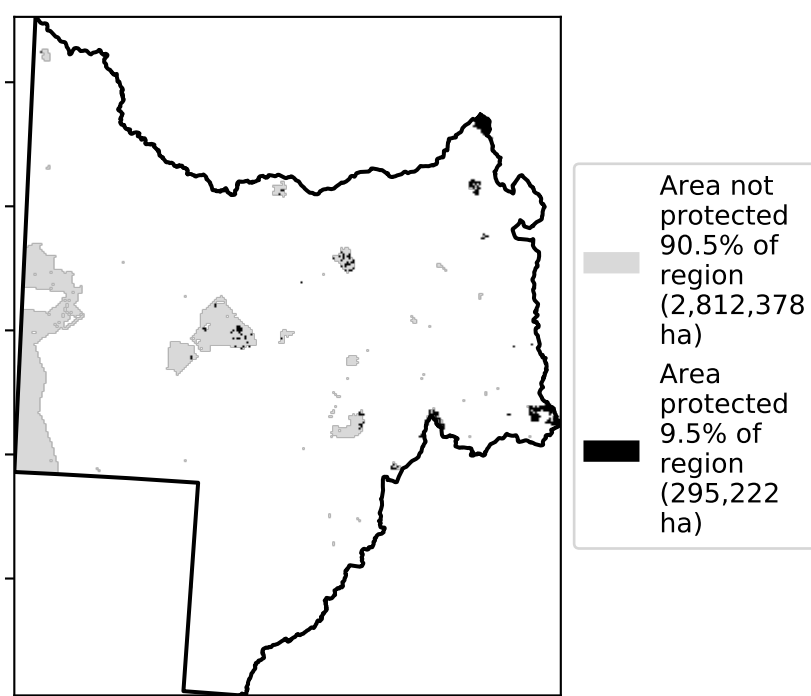 Area not
protected
90.5% of
region
(2,812,378
ha)
Area
protected
9.5% of
region
(295,222
ha)